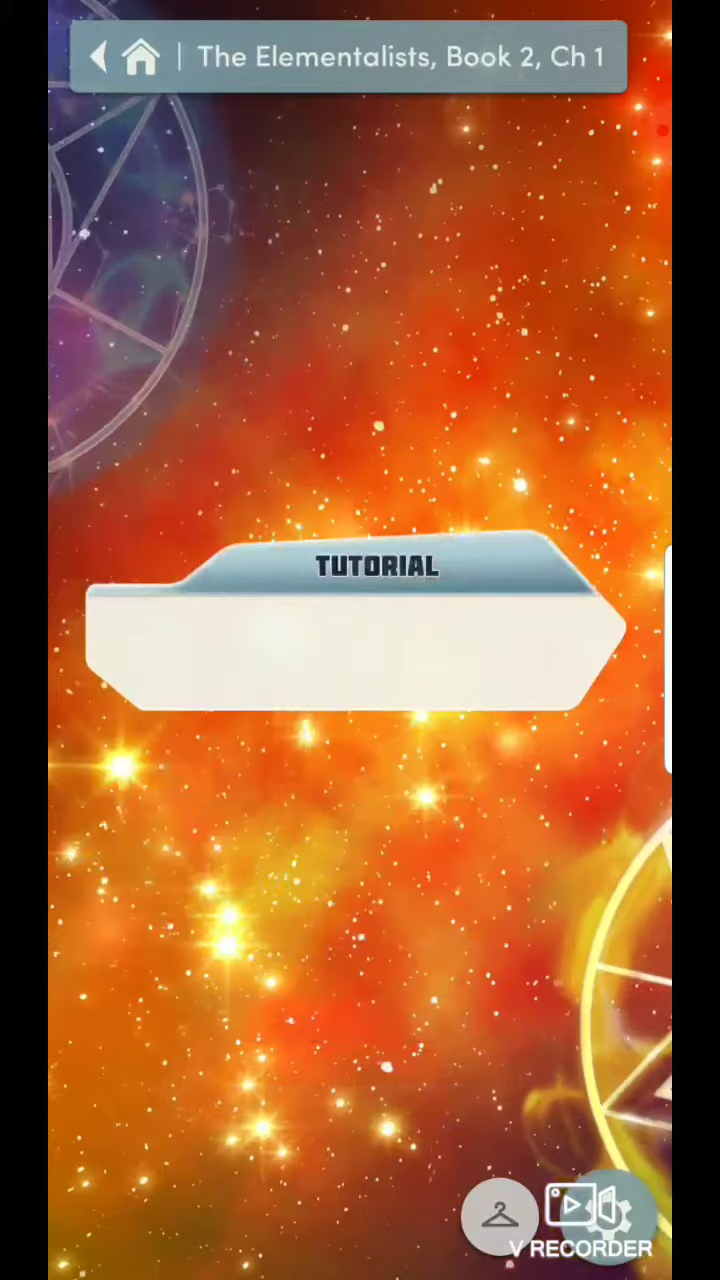 | The Elementalists, Book 2, Ch 1
TUTORIAL
V RECORDER